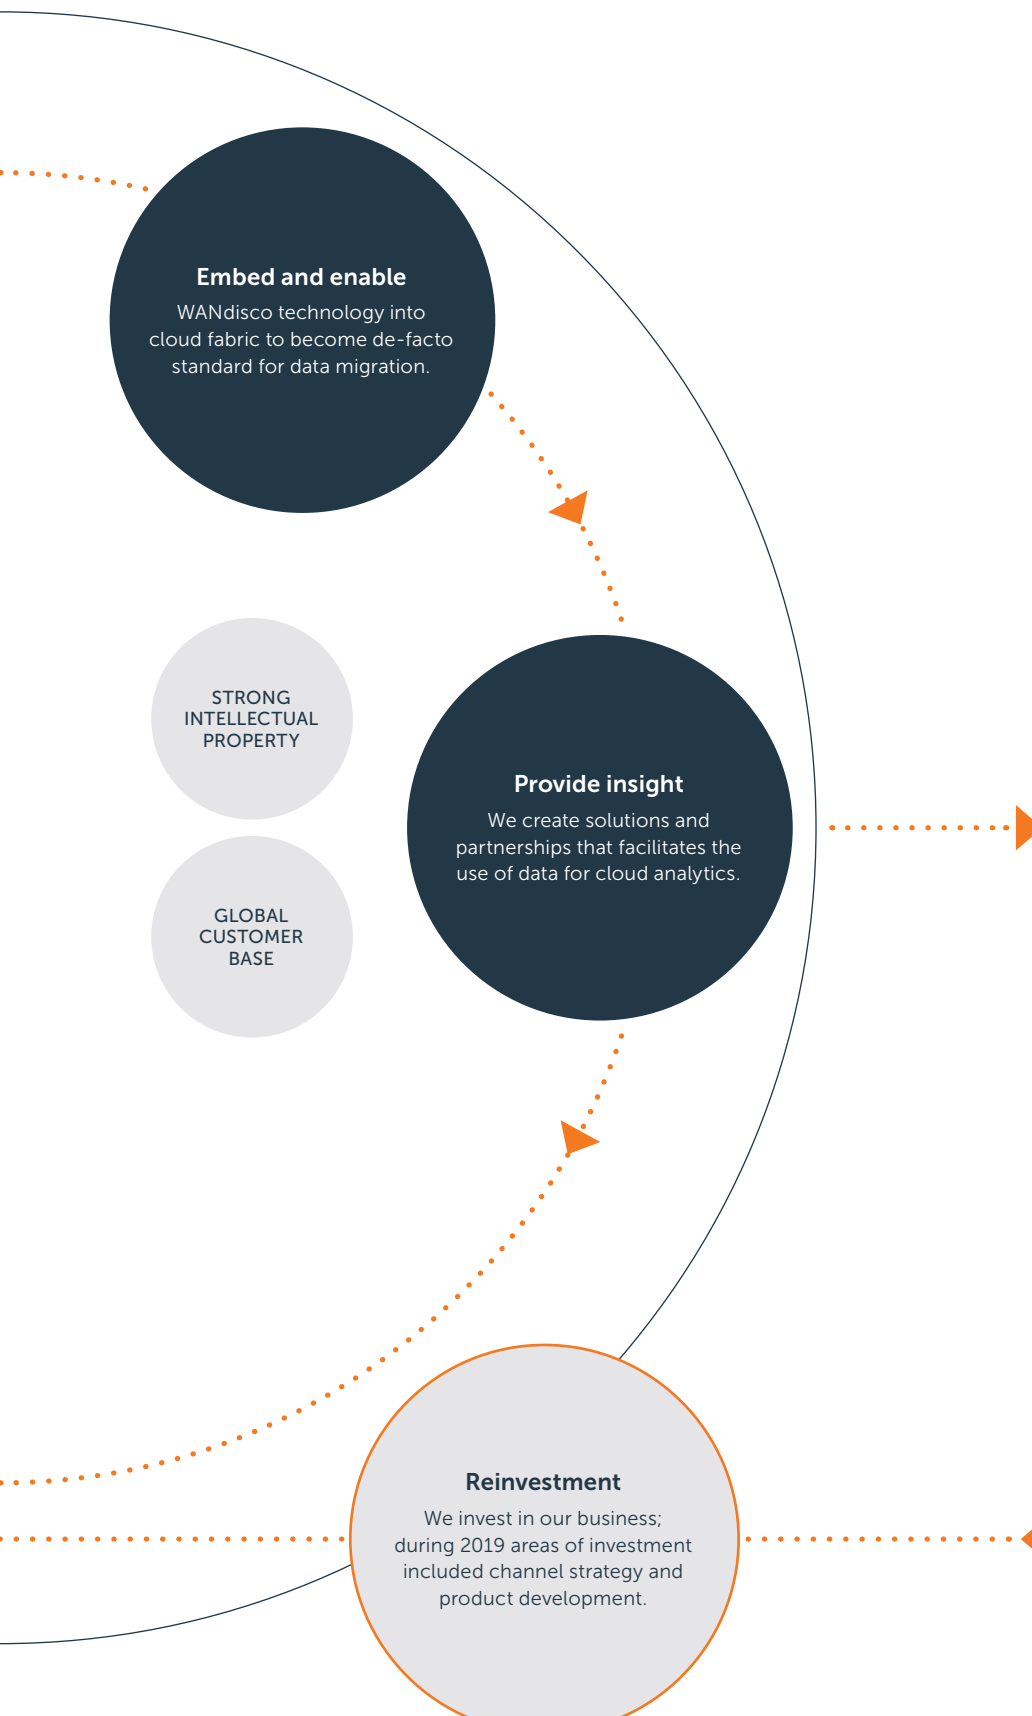 Embed and enable
WANdisco technology into
cloud fabric to become de-facto
standard for data migration.
STRONG
INTELLECTUAL
PROPERTY
Provide insight
We create solutions and
partnerships that facilitates the
use of data for cloud analytics.
GLOBAL
CUSTOMER
BASE
Reinvestment
We invest in our business;
during 2019 areas of investment
included channel strategy and
product development.